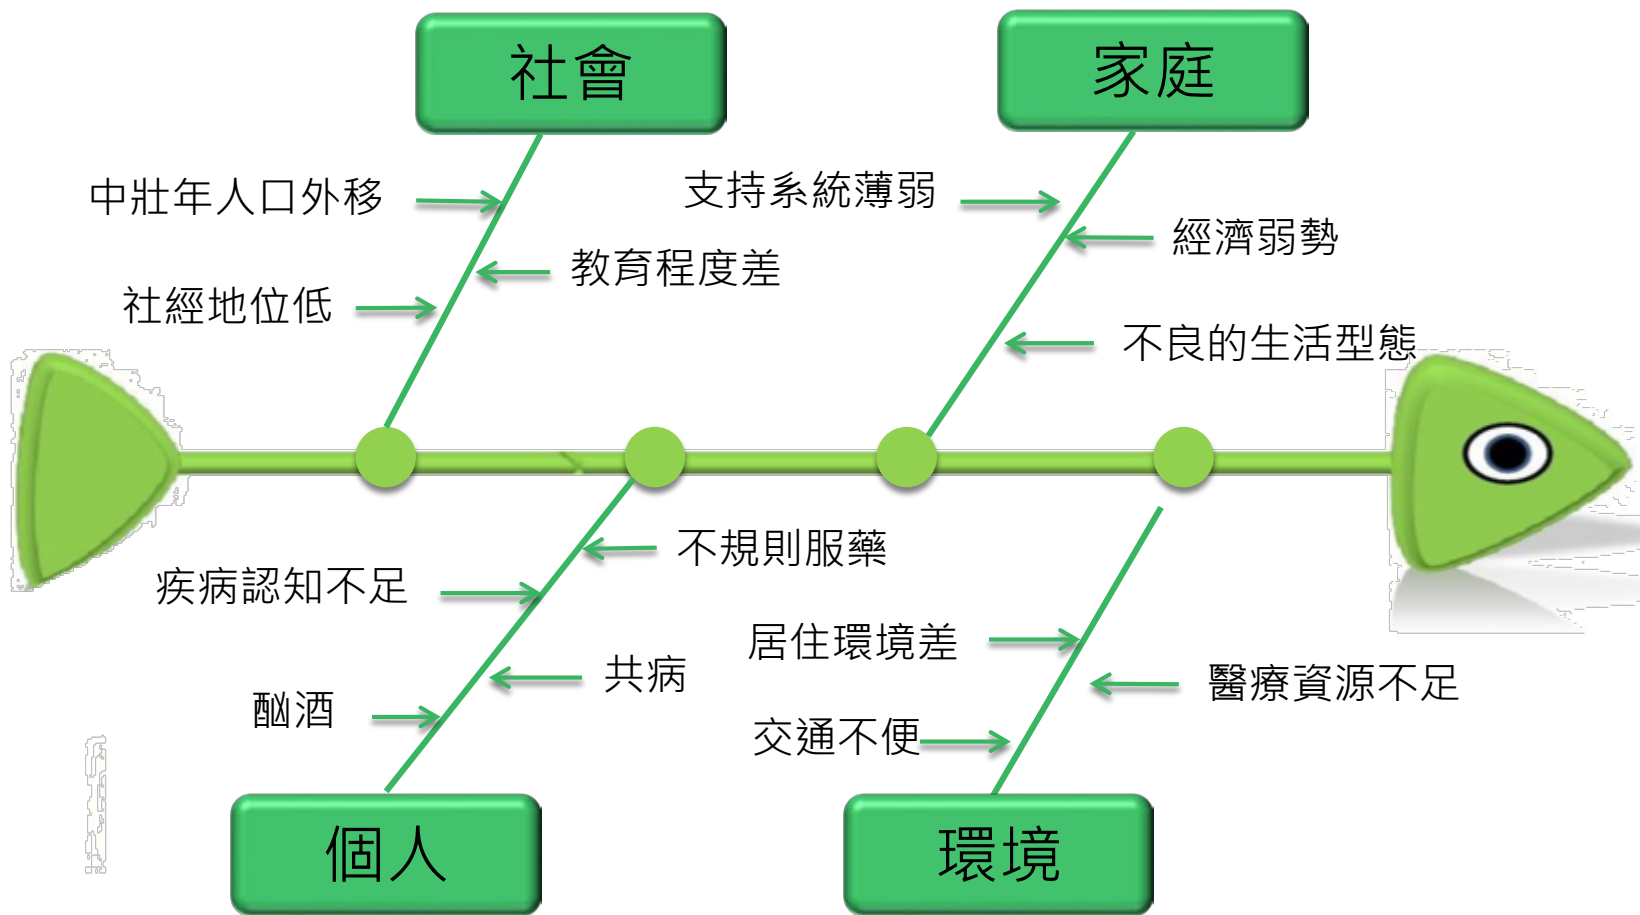 社會
家庭
中壯年人口外移
支持系統薄弱
經濟弱勢
教育程度差
社經地位低
不良的生活型態
不規則服藥
疾病認知不足
居住環境差
共病
醫療資源不足
酗酒
交通不便
個人
環境